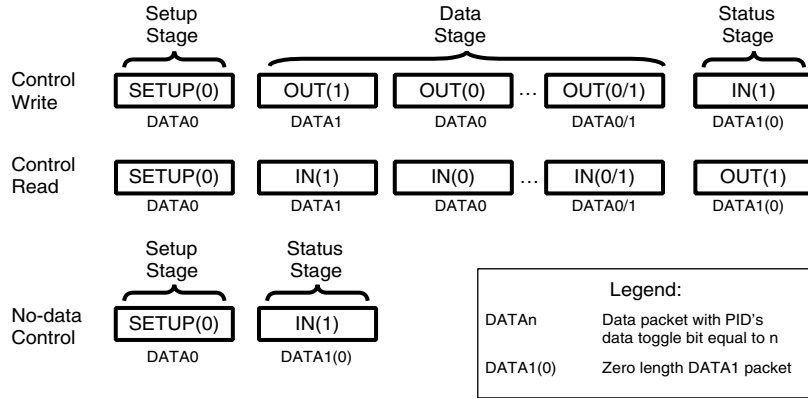 Setup Stage
Data Stage
Status Stage
Control Write
SETUP(0)
OUT(1)
OUT(0)
...
OUT(0/1)
IN(1)
DATA0
DATA1
DATA0
DATA0/1
DATA1(0)
Control Read
SETUP(0)
IN(1)
IN(0)
...
IN(0/1)
OUT(1)
DATA0
DATA1
DATA0
DATA0/1
DATA1(0)
Setup Stage
Status Stage
No-data Control
SETUP(0)
IN(1)
DATA0
DATA1(0)
Legend:
DATAn
Data packet with PID's
data toggle bit equal to n
DATA1(0)
Zero length DATA1 packet